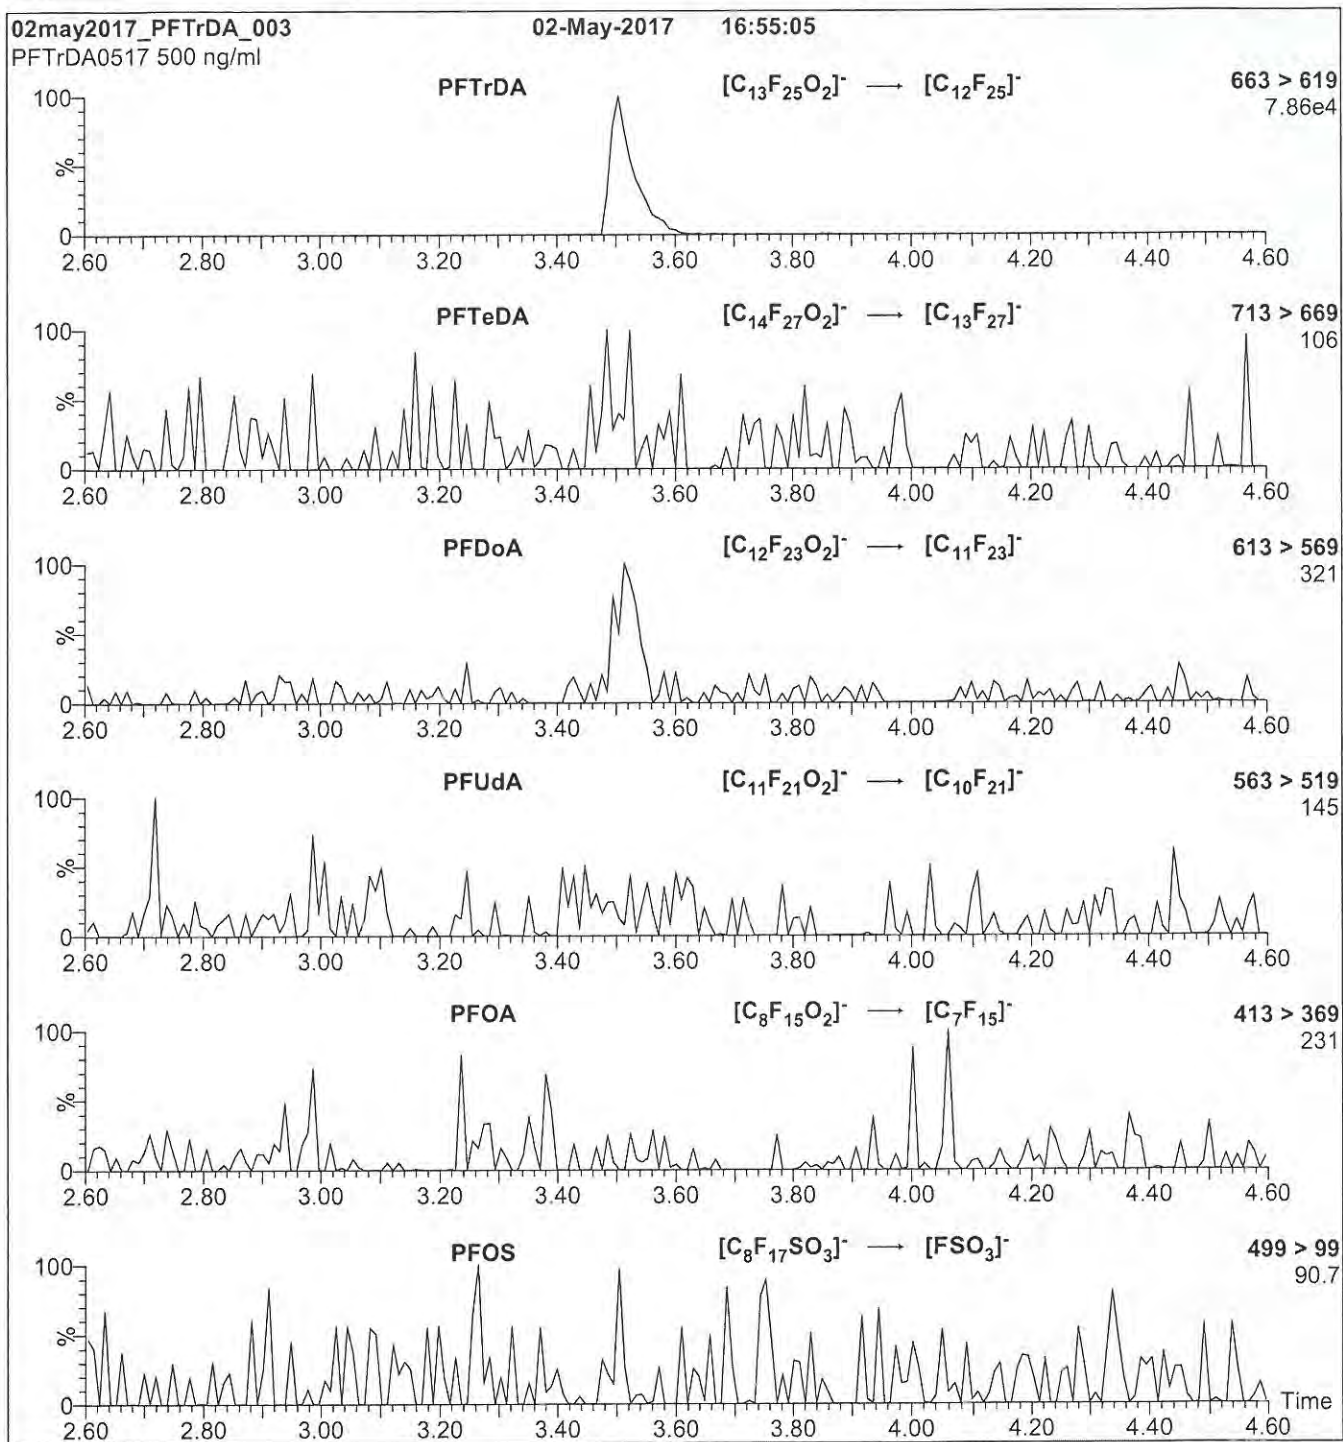 02may2017_PFTrDA_003 02-May-2017 16:55:05
PFTrDA0517 500 ng/ml
PFTrDA [C13F25O2]- → [C12F25]- 663 > 619
7.86e4
100
%
0
2.60 2.80 3.00 3.20 3.40 3.60 3.80 4.00 4.20 4.40 4.60
PFTeDA [C14F27O2]- → [C13F27]- 713 > 669
106
100
%
0
2.60 2.80 3.00 3.20 3.40 3.60 3.80 4.00 4.20 4.40 4.60
PFDoA [C12F23O2]- → [C11F23]- 613 > 569
321
100
%
0
2.60 2.80 3.00 3.20 3.40 3.60 3.80 4.00 4.20 4.40 4.60
PFUdA [C11F21O2]- → [C10F21]- 563 > 519
145
100
%
0
2.60 2.80 3.00 3.20 3.40 3.60 3.80 4.00 4.20 4.40 4.60
PFOA [C8F15O2]- → [C7F15]- 413 > 369
231
100
%
0
2.60 2.80 3.00 3.20 3.40 3.60 3.80 4.00 4.20 4.40 4.60
PFOS [C8F17SO3]- → [FSO3]- 499 > 99
90.7
100
%
0
Time
2.60 2.80 3.00 3.20 3.40 3.60 3.80 4.00 4.20 4.40 4.60